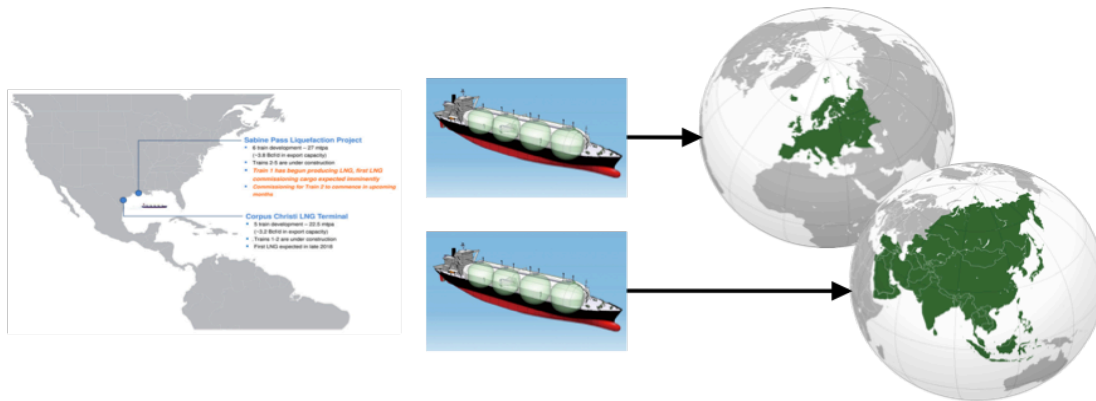 Sabine Pass Liquefaction Project
6 train development – 27 mtpa
(~3.8 Bcf/d in export capacity)
Trains 2-5 are under construction
Train 1 has begun producing LNG, first LNG
commissioning cargo expected imminently
Commissioning for Train 2 to commence in upcoming
months
Corpus Christi LNG Terminal
5 train development – 22.5 mtpa
(~3.2 Bcf/d in export capacity)
Trains 1-2 are under construction
First LNG expected in late 2018